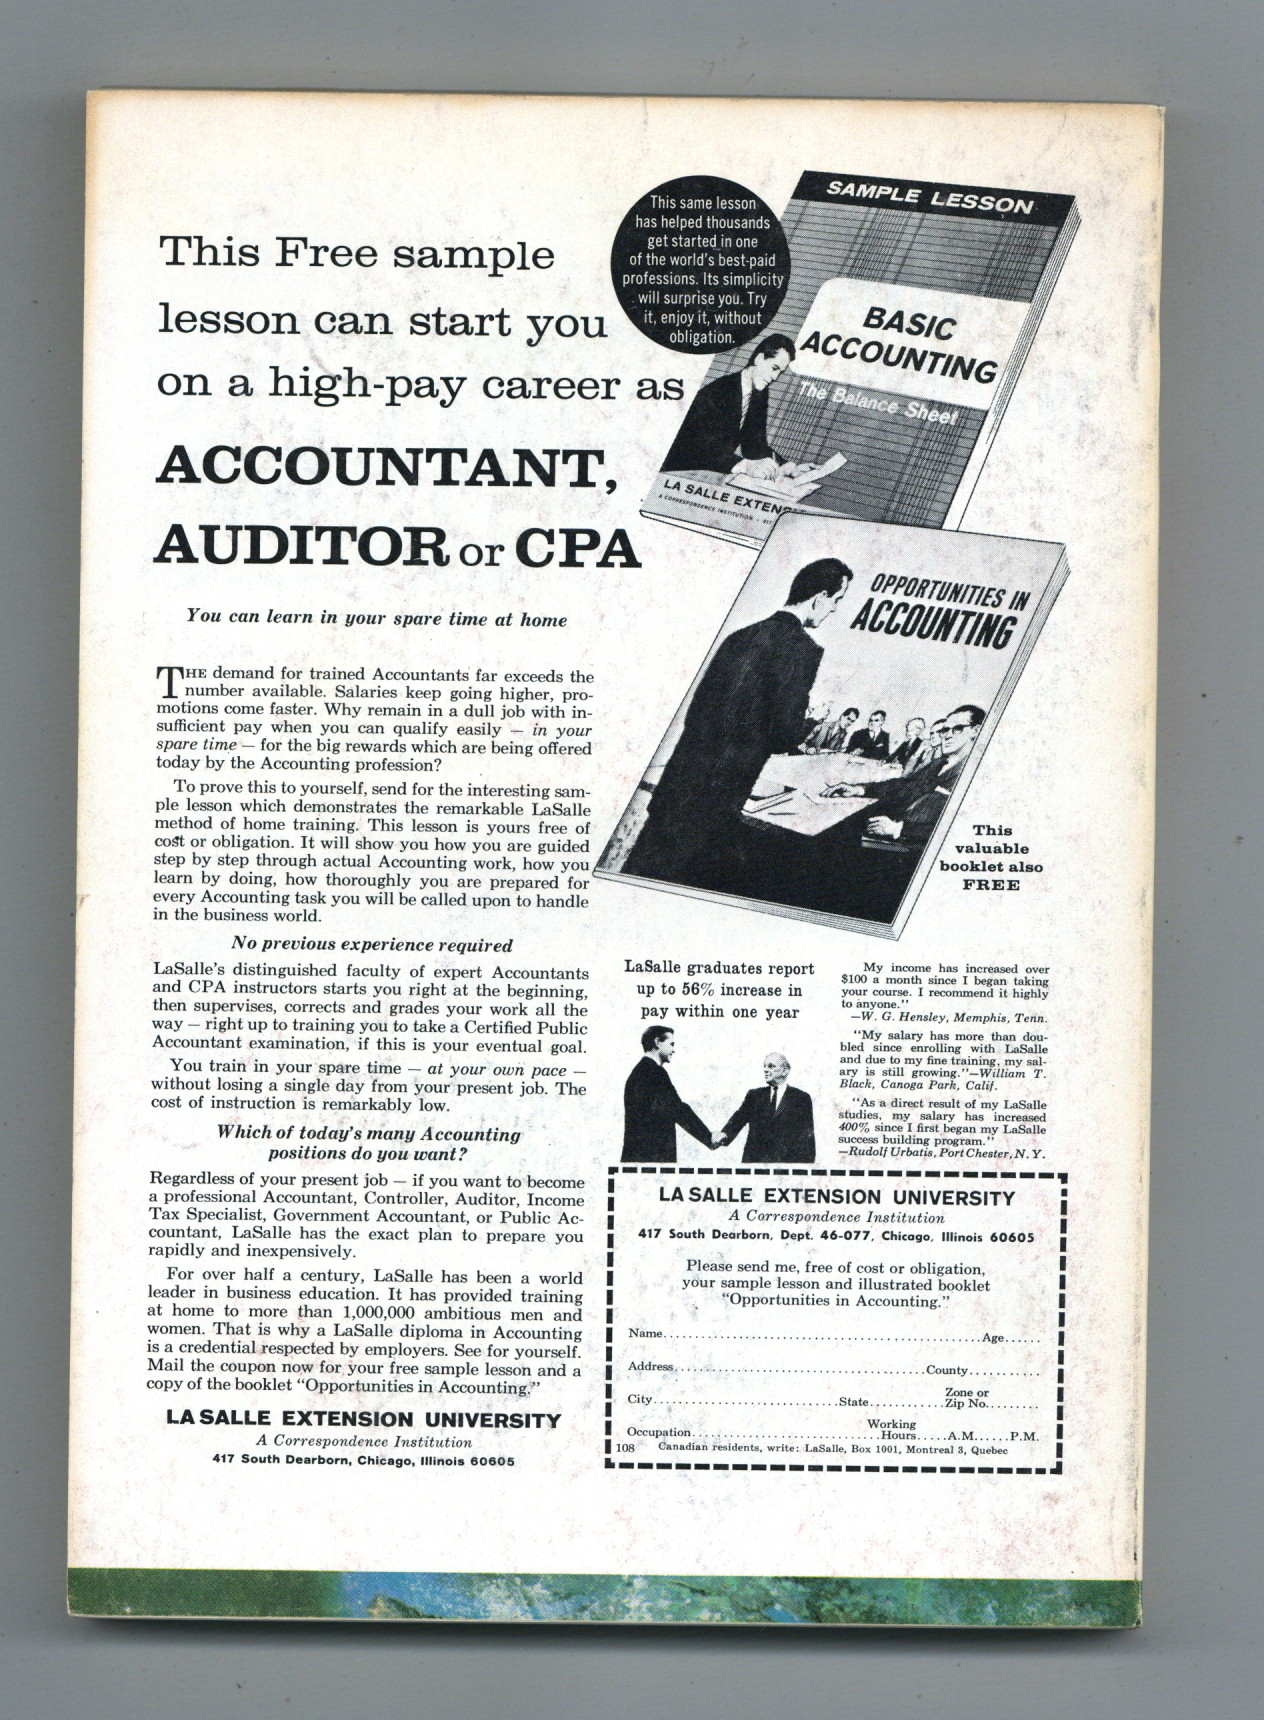 This Free sample
lesson can start you
on a high-pay career as
ACCOUNTANT,
AUDITOR or CPA
This same lesson
has helped thousands
get started in one
of the world's best-paid
professions. Its simplicity
will surprise you. Try
it, enjoy it, without
obligation.
SAMPLE LESSON
BASIC
ACCOUNTING
The Balance Sheet
LA SALLE EXTEN
A CORRESPONDENCE INSTITUTION • 417
OPPORTUNITIES IN
ACCOUNTING
This
valuable
booklet also
FREE
You can learn in your spare time at home
THE demand for trained Accountants far exceeds the
number available. Salaries keep going higher, pro-
motions come faster. Why remain in a dull job with in-
sufficient pay when you can qualify easily — in your
spare time — for the big rewards which are being offered
today by the Accounting profession?
To prove this to yourself, send for the interesting sam-
ple lesson which demonstrates the remarkable LaSalle
method of home training. This lesson is yours free of
cost or obligation. It will show you how you are guided
step by step through actual Accounting work, how you
learn by doing, how thoroughly you are prepared for
every Accounting task you will be called upon to handle
in the business world.
No previous experience required
LaSalle's distinguished faculty of expert Accountants
and CPA instructors starts you right at the beginning,
then supervises, corrects and grades your work all the
way — right up to training you to take a Certified Public
Accountant examination, if this is your eventual goal.
You train in your spare time — at your own pace —
without losing a single day from your present job. The
cost of instruction is remarkably low.
Which of today's many Accounting
positions do you want?
Regardless of your present job — if you want to become
a professional Accountant, Controller, Auditor, Income
Tax Specialist, Government Accountant, or Public Ac-
countant, LaSalle has the exact plan to prepare you
rapidly and inexpensively.
For over half a century, LaSalle has been a world
leader in business education. It has provided training
at home to more than 1,000,000 ambitious men and
women. That is why a LaSalle diploma in Accounting
is a credential respected by employers. See for yourself.
Mail the coupon now for your free sample lesson and a
copy of the booklet "Opportunities in Accounting."
LA SALLE EXTENSION UNIVERSITY
A Correspondence Institution
417 South Dearborn, Chicago, Illinois 60605
LaSalle graduates report
up to 56% increase in
pay within one year
My income has increased over
$100 a month since I began taking
your course. I recommend it highly
to anyone."
—W. G. Hensley, Memphis, Tenn.
"My salary has more than dou-
bled since enrolling with LaSalle
and due to my fine training, my sal-
ary is still growing."—William T.
Black, Canoga Park, Calif.
"As a direct result of my LaSalle
studies, my salary has increased
400% since I first began my LaSalle
success building program."
—Rudolf Urbatis, Port Chester, N. Y.
LA SALLE EXTENSION UNIVERSITY
A Correspondence Institution
417 South Dearborn, Dept. 46-077, Chicago, Illinois 60605
Please send me, free of cost or obligation,
your sample lesson and illustrated booklet
"Opportunities in Accounting."
Name..........Age......
Address..........County..........
City..........State..........Zone or Zip No.........
Occupation..........Working Hours.....A.M......P.M.
108 Canadian residents, write: LaSalle, Box 1001, Montreal 3, Quebec